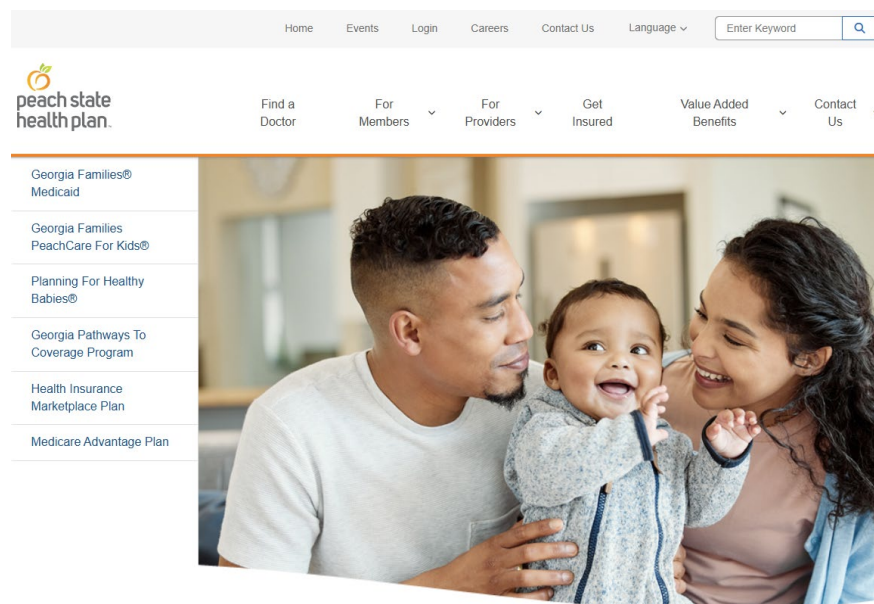 Home Events Login Careers Contact Us Language Enter Keyword
peach state
health plan™
Find a
Doctor
For
Members
For
Providers
Get
Insured
Value Added
Benefits
Contact
Us
Georgia Families®
Medicaid
Georgia Families
PeachCare For Kids®
Planning For Healthy
Babies®
Georgia Pathways To
Coverage Program
Health Insurance
Marketplace Plan
Medicare Advantage Plan